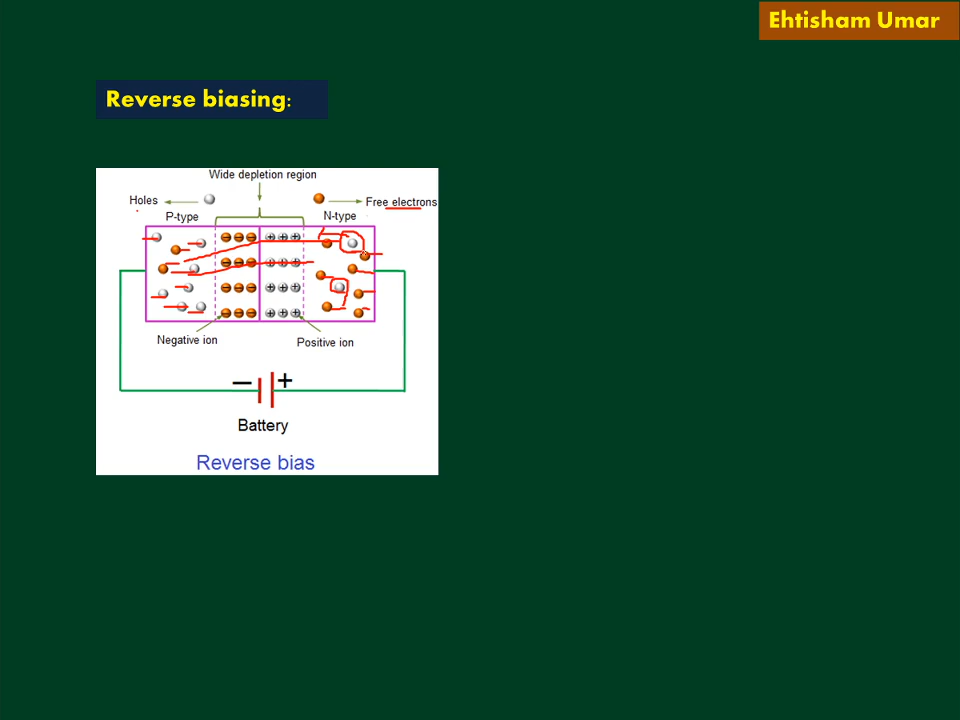 Ehtisham Umar
Reverse biasing:
Wide depletion region
Holes
Free electrons
P-type
N-type
Negative ion
Positive ion
− +
Battery
Reverse bias